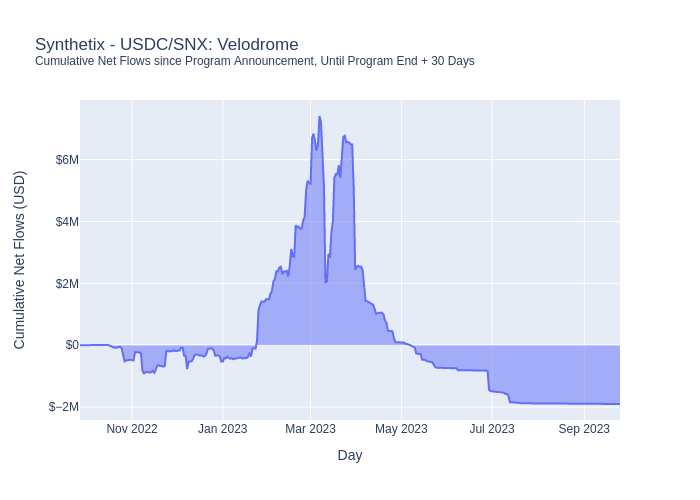 Synthetix - USDC/SNX: Velodrome
Cumulative Net Flows since Program Announcement, Until Program End + 30 Days
Cumulative Net Flows (USD)
$6M
$4M
$2M
$0
$−2M
Nov 2022 Jan 2023 Mar 2023 May 2023 Jul 2023 Sep 2023
Day